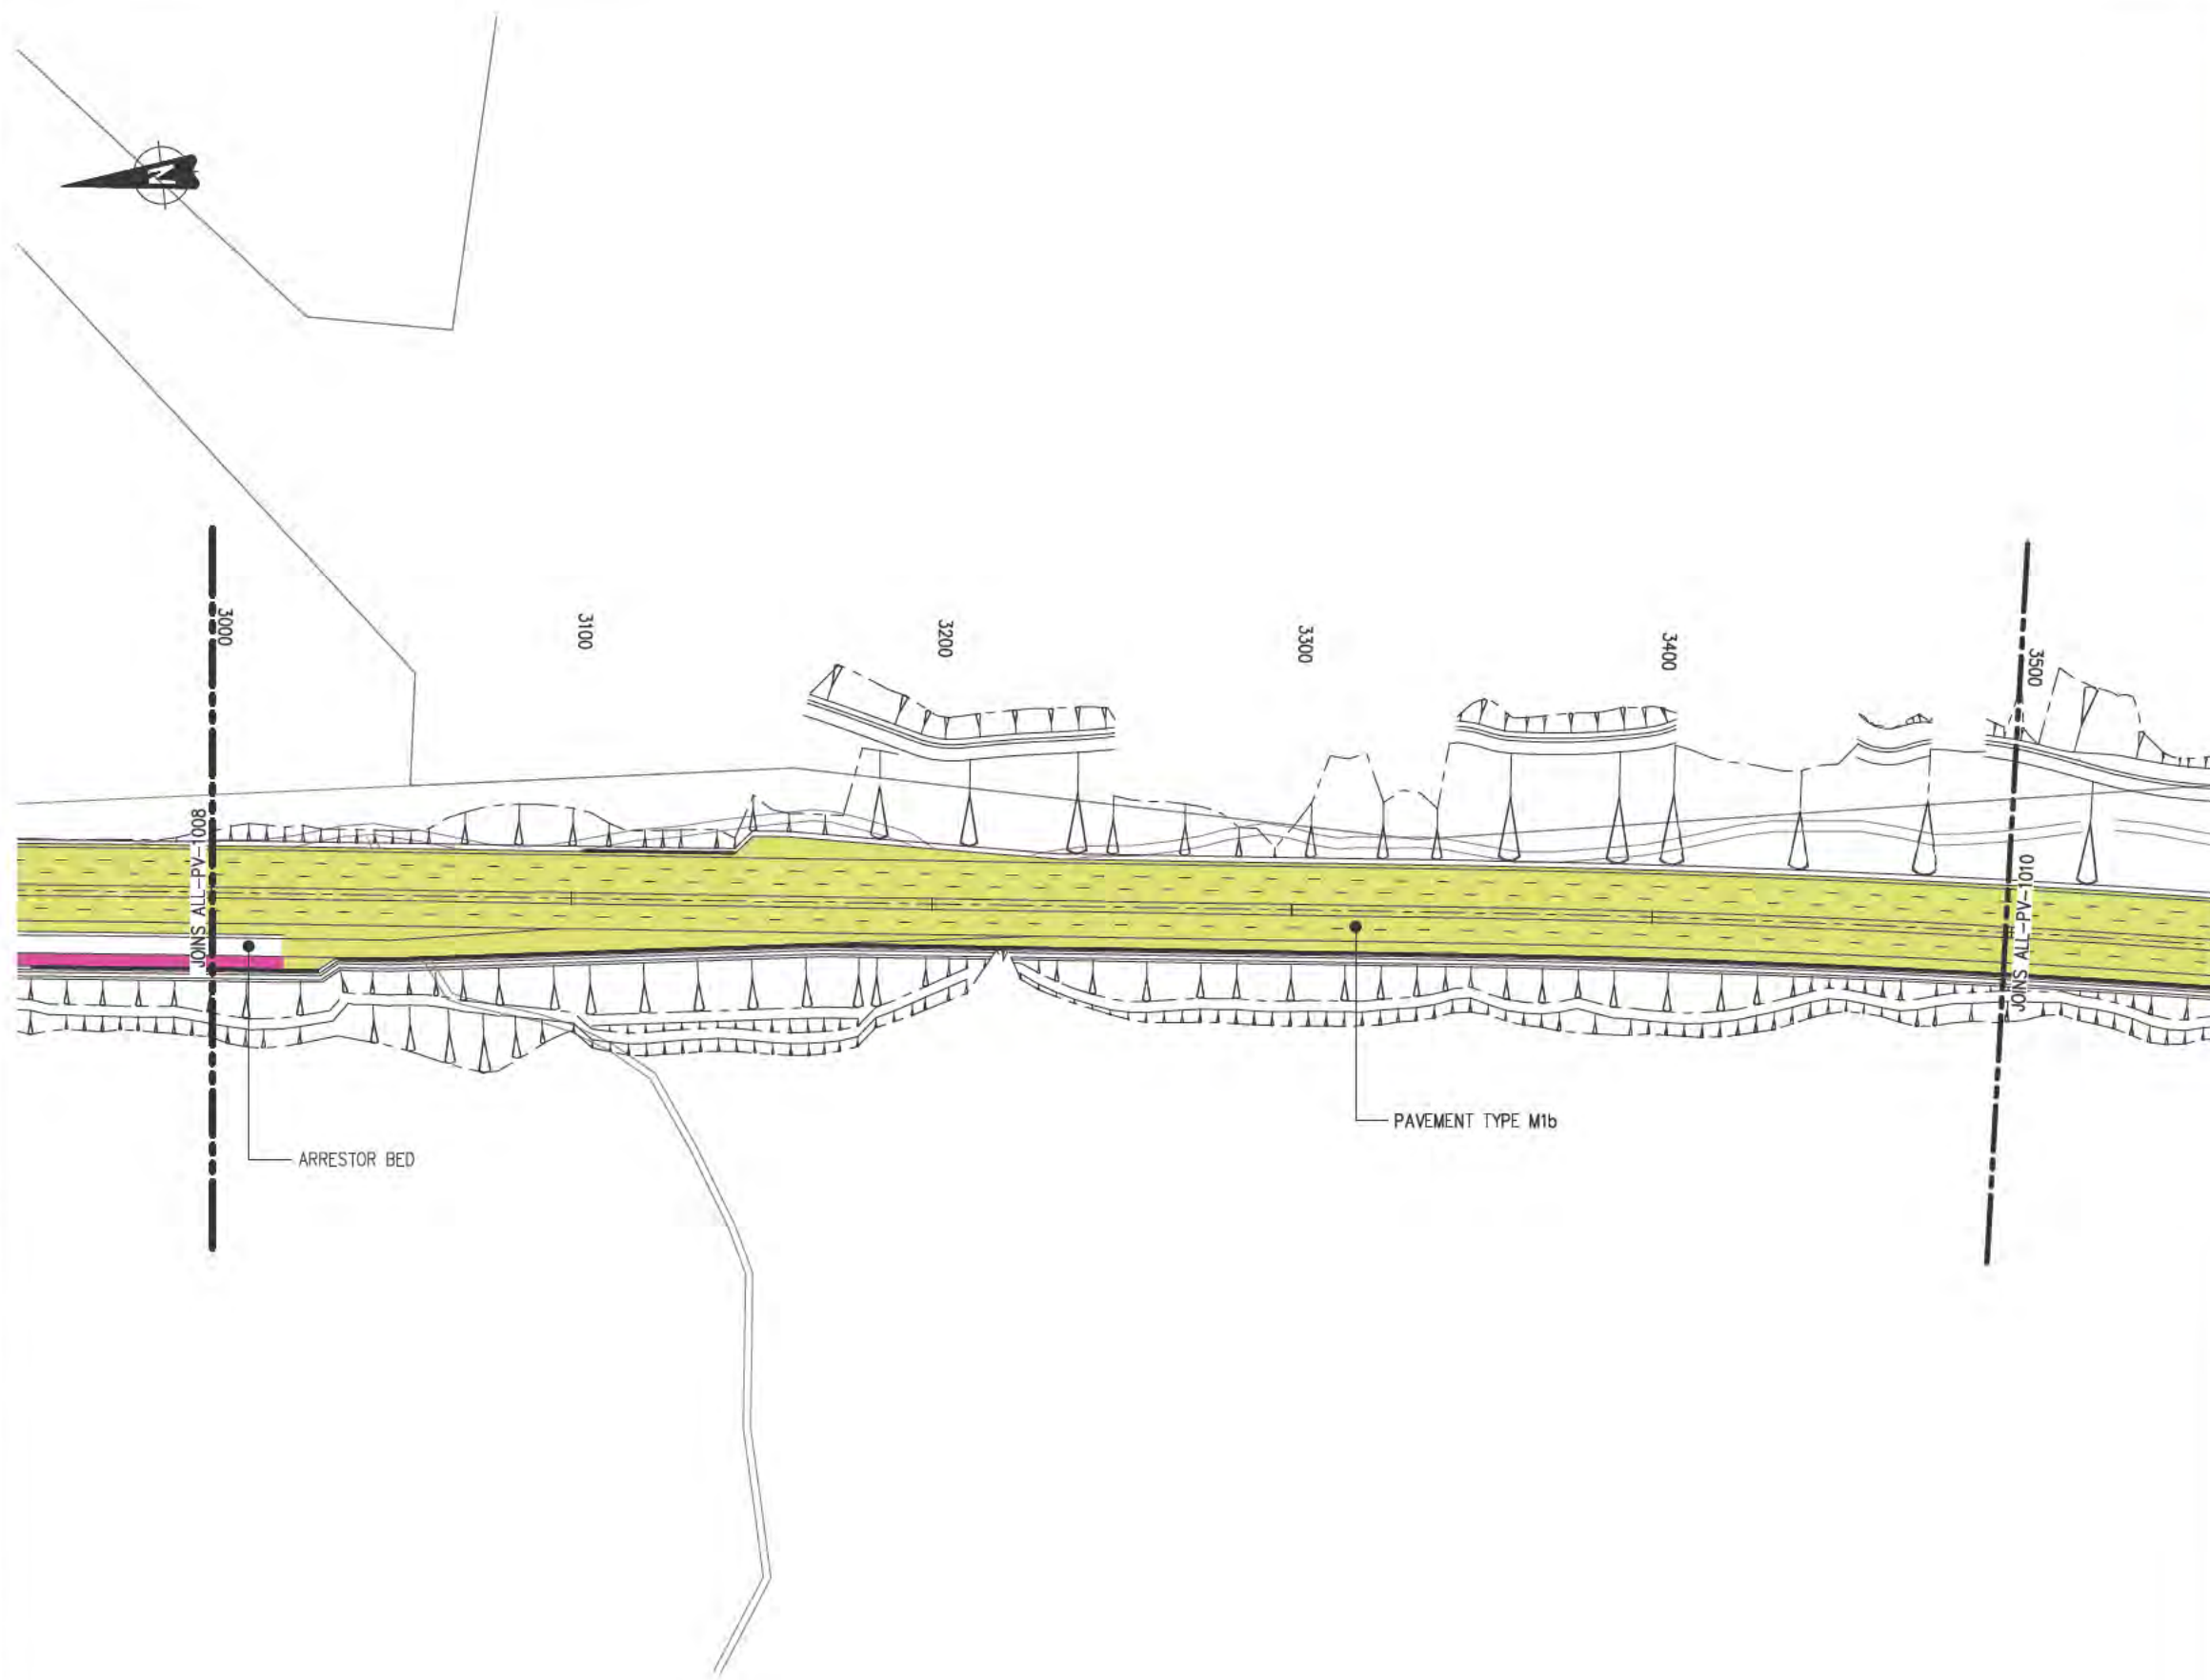 N
3000
3100
3200
3300
3400
3500
JOINS ALL-PV-1008
JOINS ALL-PV-1010
PAVEMENT TYPE M1b
ARRESTOR BED